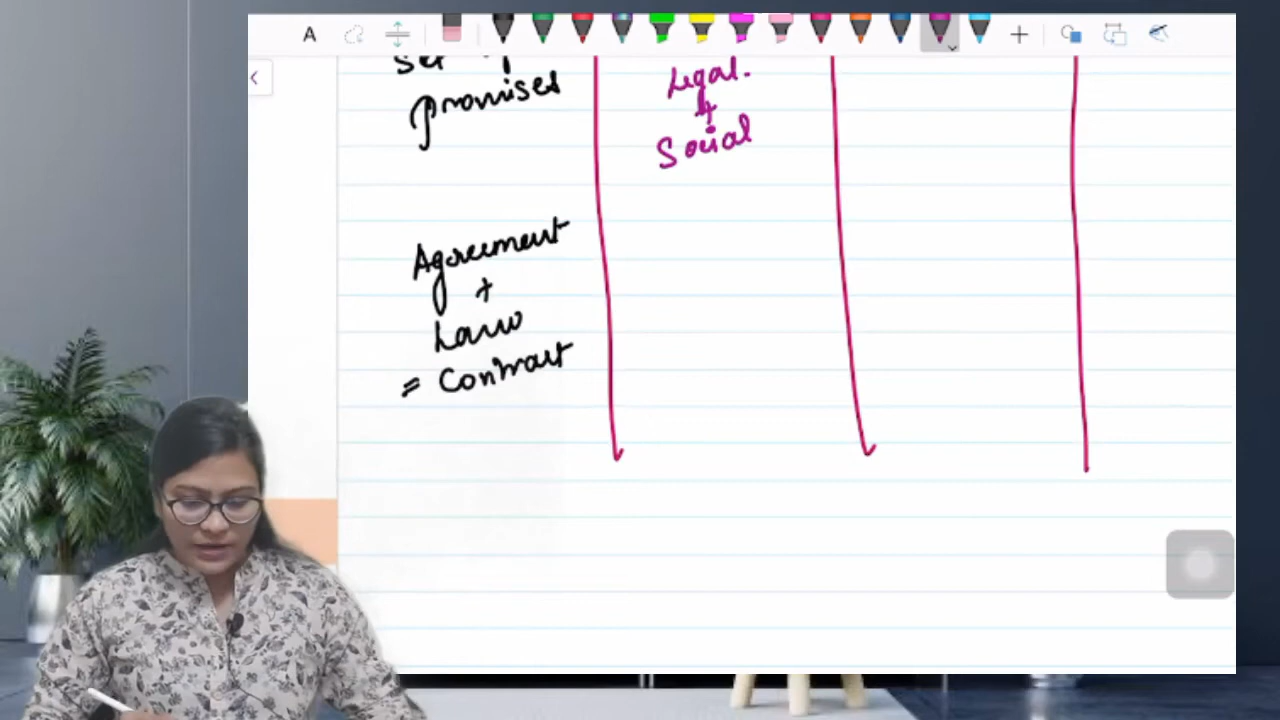 A
promises
Agreement
+
Law
= Contract
Legal.
+
Social